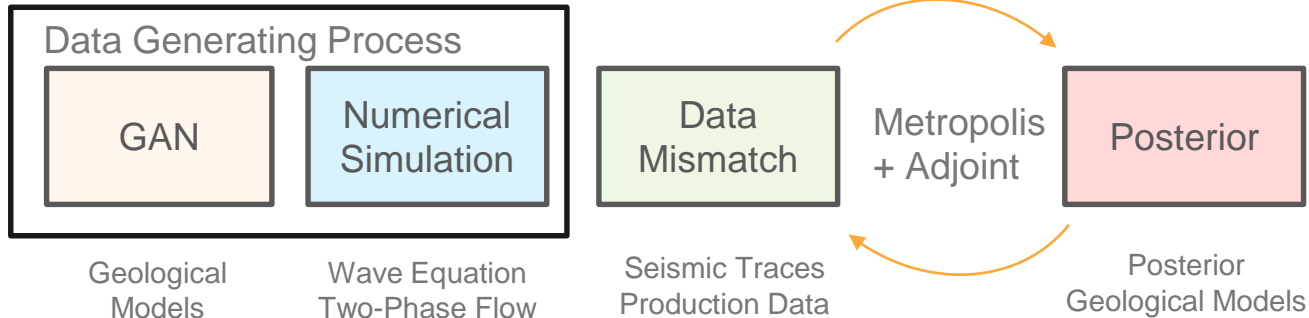 Data Generating Process
GAN
Numerical
Simulation
Data
Mismatch
Metropolis
+ Adjoint
Posterior
Geological
Models
Wave Equation
Two-Phase Flow
Seismic Traces
Production Data
Posterior
Geological Models